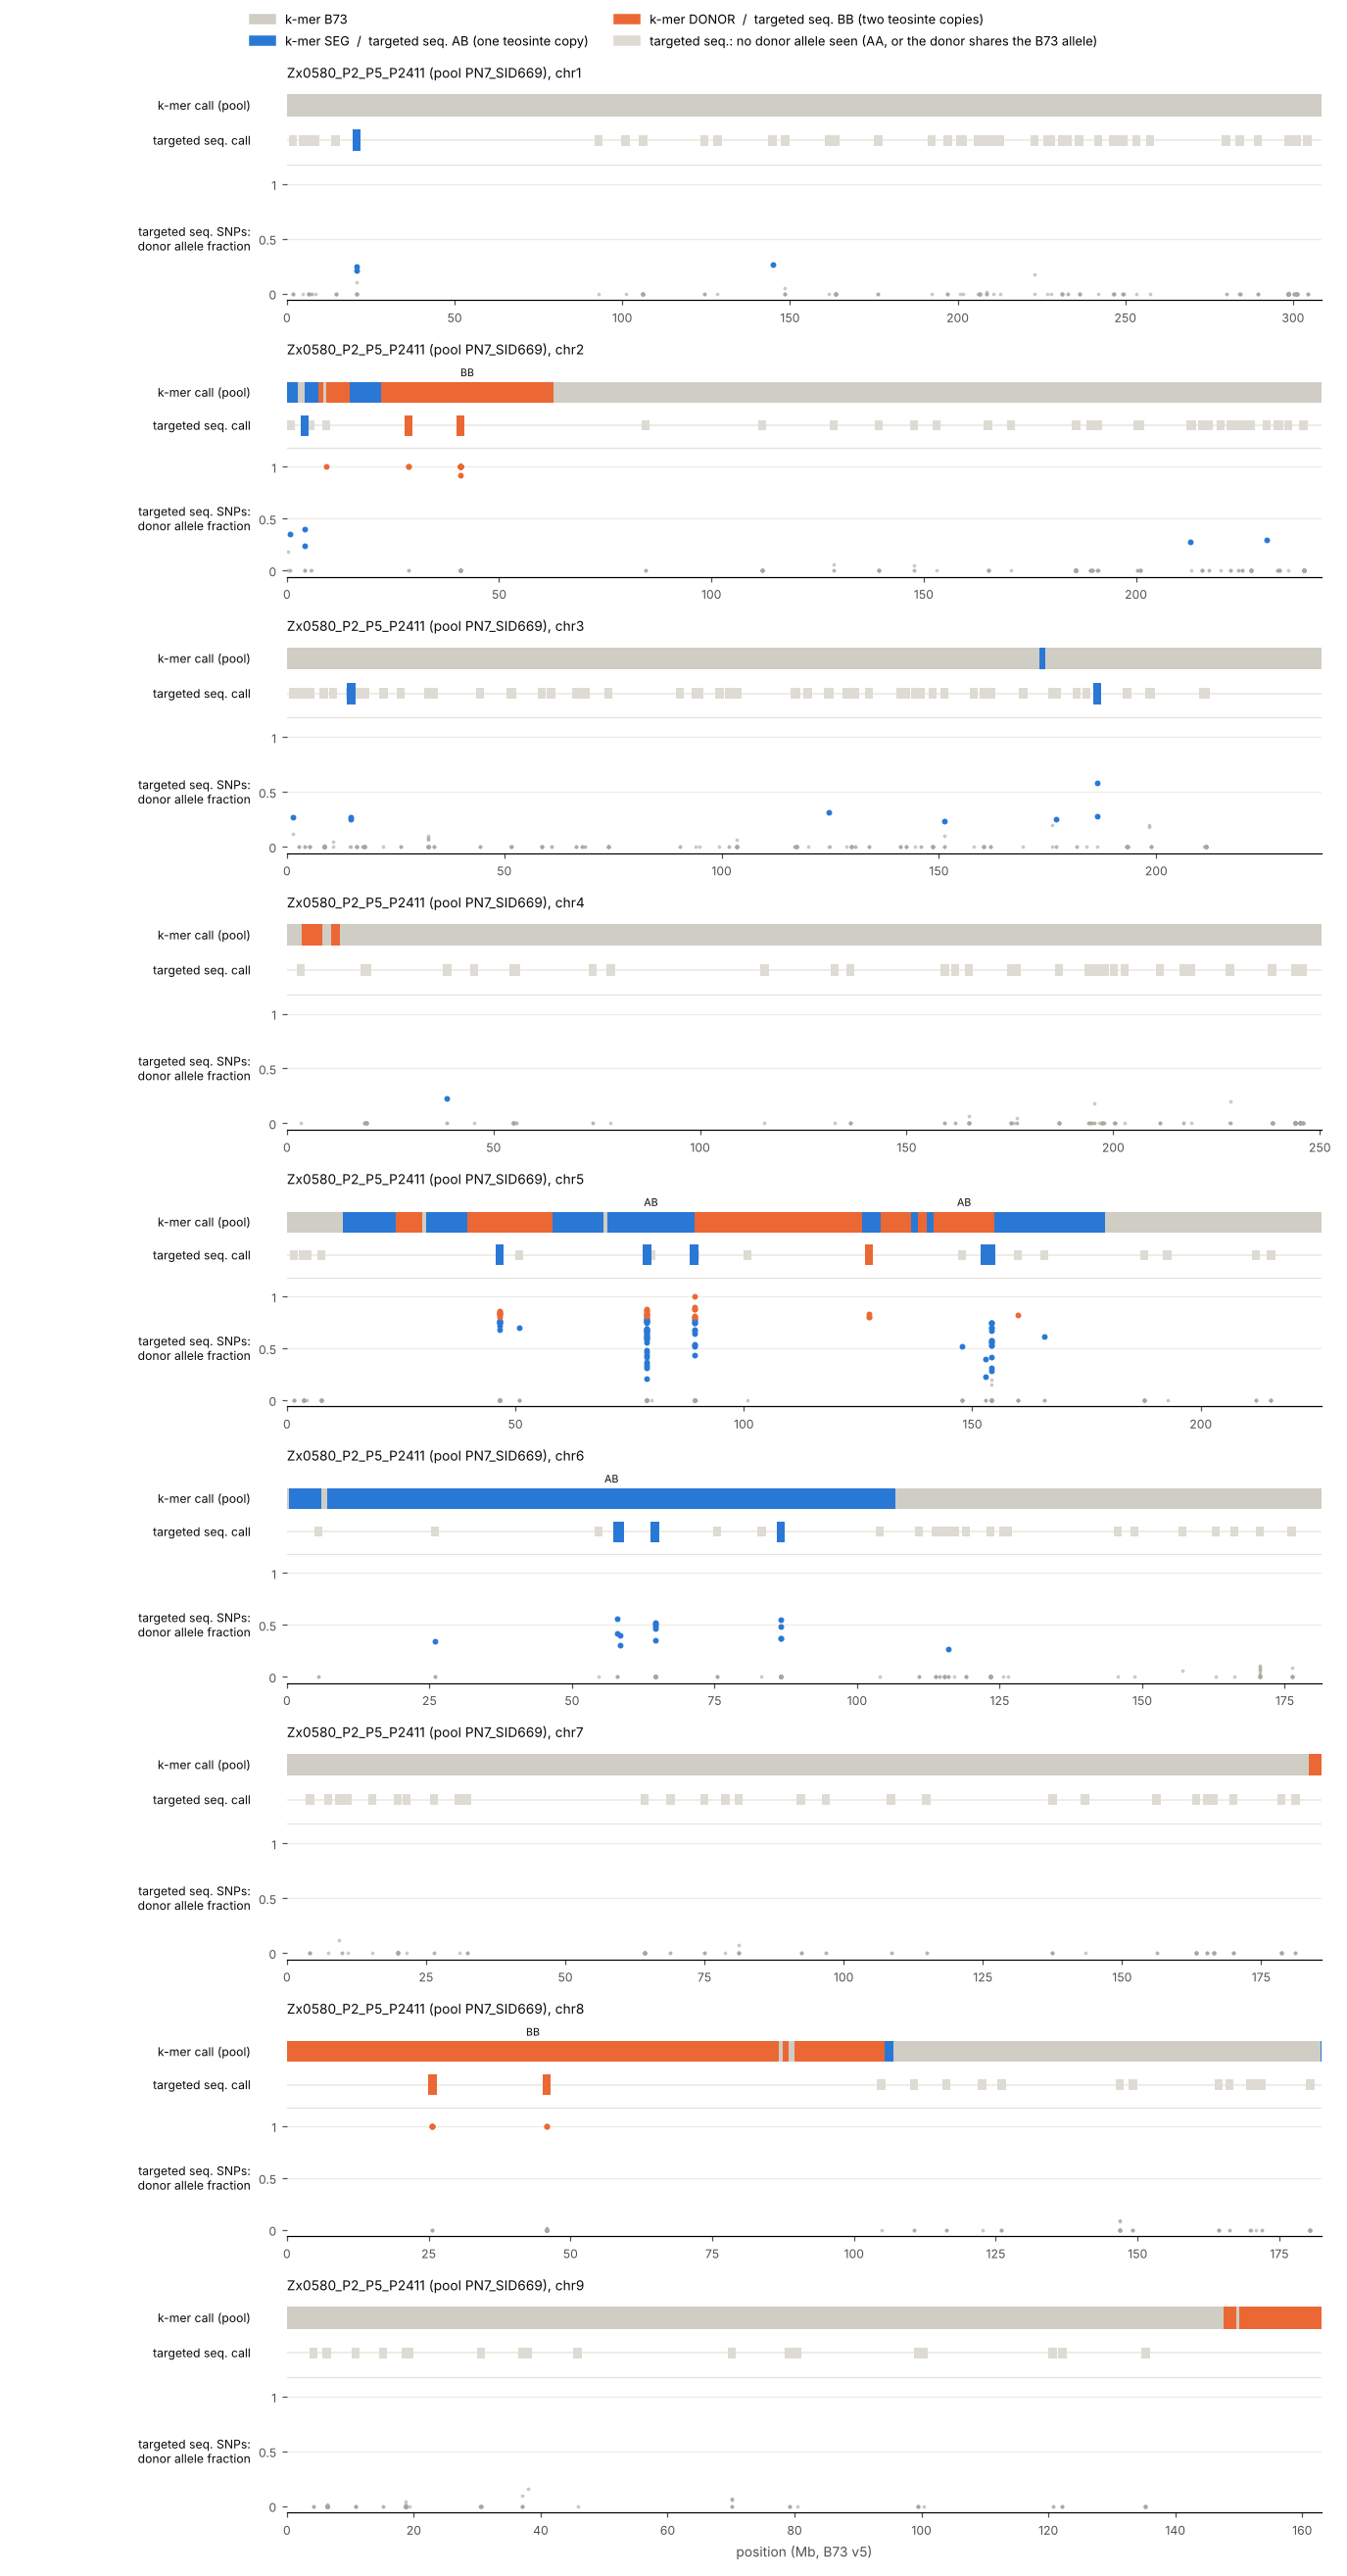 k-mer B73
k-mer DONOR / targeted seq. BB (two teosinte copies)
k-mer SEG / targeted seq. AB (one teosinte copy)
targeted seq.: no donor allele seen (AA, or the donor shares the B73 allele)
Zx0580_P2_P5_P2411 (pool PN7_SID669), chr1
k-mer call (pool)
targeted seq. call
1
targeted seq. SNPs:
donor allele fraction
0.5
0
0 50 100 150 200 250 300
Zx0580_P2_P5_P2411 (pool PN7_SID669), chr2
BB
k-mer call (pool)
targeted seq. call
1
targeted seq. SNPs:
donor allele fraction
0.5
0
0 50 100 150 200
Zx0580_P2_P5_P2411 (pool PN7_SID669), chr3
k-mer call (pool)
targeted seq. call
1
targeted seq. SNPs:
donor allele fraction
0.5
0
0 50 100 150 200
Zx0580_P2_P5_P2411 (pool PN7_SID669), chr4
k-mer call (pool)
targeted seq. call
1
targeted seq. SNPs:
donor allele fraction
0.5
0
0 50 100 150 200 250
Zx0580_P2_P5_P2411 (pool PN7_SID669), chr5
AB AB
k-mer call (pool)
targeted seq. call
1
targeted seq. SNPs:
donor allele fraction
0.5
0
0 50 100 150 200
Zx0580_P2_P5_P2411 (pool PN7_SID669), chr6
AB
k-mer call (pool)
targeted seq. call
1
targeted seq. SNPs:
donor allele fraction
0.5
0
0 25 50 75 100 125 150 175
Zx0580_P2_P5_P2411 (pool PN7_SID669), chr7
k-mer call (pool)
targeted seq. call
1
targeted seq. SNPs:
donor allele fraction
0.5
0
0 25 50 75 100 125 150 175
Zx0580_P2_P5_P2411 (pool PN7_SID669), chr8
BB
k-mer call (pool)
targeted seq. call
1
targeted seq. SNPs:
donor allele fraction
0.5
0
0 25 50 75 100 125 150 175
Zx0580_P2_P5_P2411 (pool PN7_SID669), chr9
k-mer call (pool)
targeted seq. call
1
targeted seq. SNPs:
donor allele fraction
0.5
0
0 20 40 60 80 100 120 140 160
position (Mb, B73 v5)